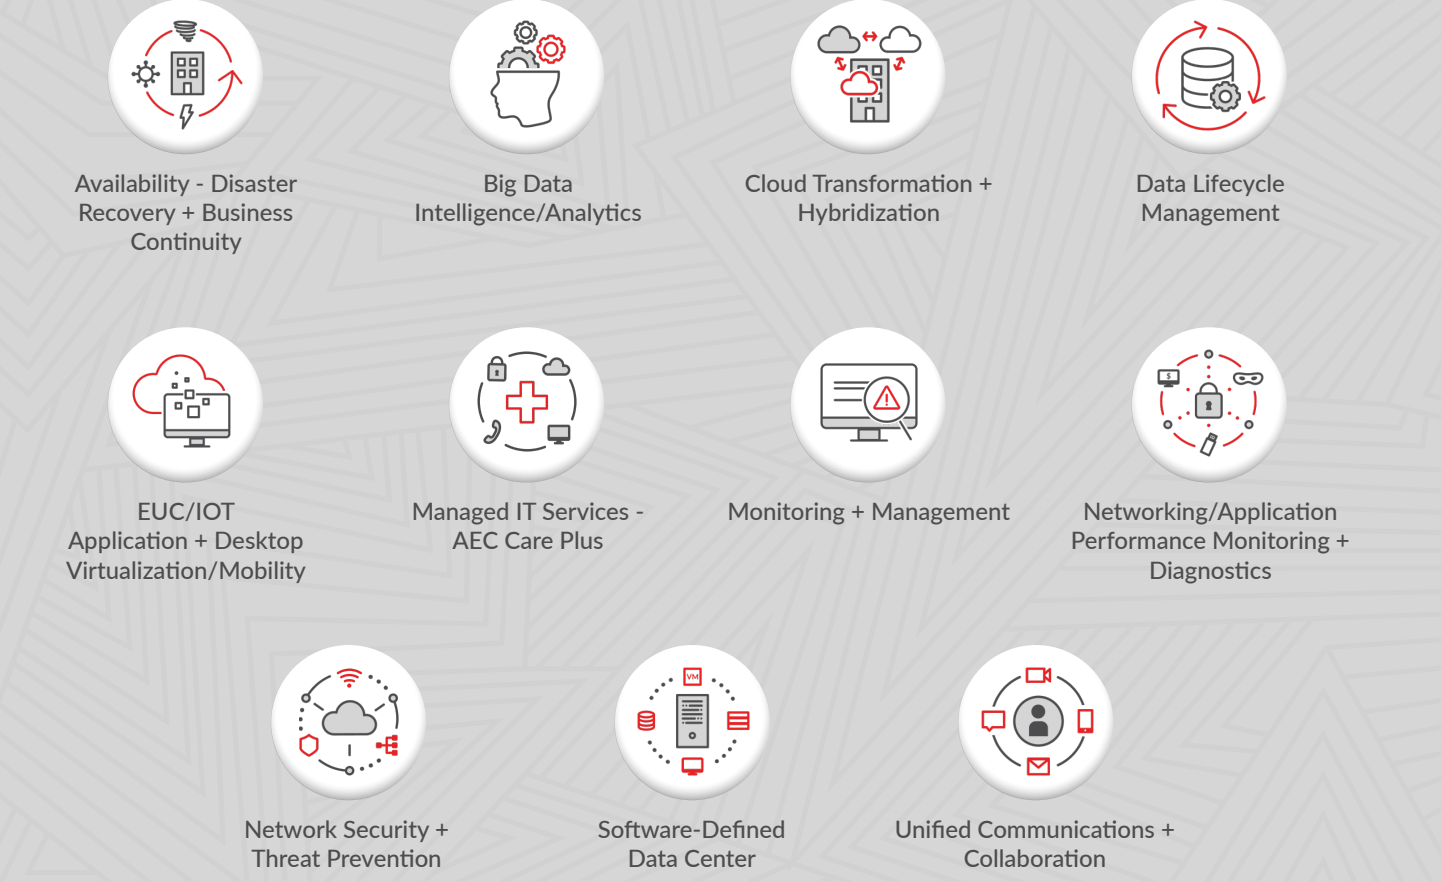 Availability - Disaster
Recovery + Business
Continuity
Big Data
Intelligence/Analytics
Cloud Transformation +
Hybridization
Data Lifecycle
Management
EUC/IOT
Application + Desktop
Virtualization/Mobility
Managed IT Services -
AEC Care Plus
Monitoring + Management
$
Networking/Application
Performance Monitoring +
Diagnostics
Network Security +
Threat Prevention
VM
Software-Defined
Data Center
Unified Communications +
Collaboration